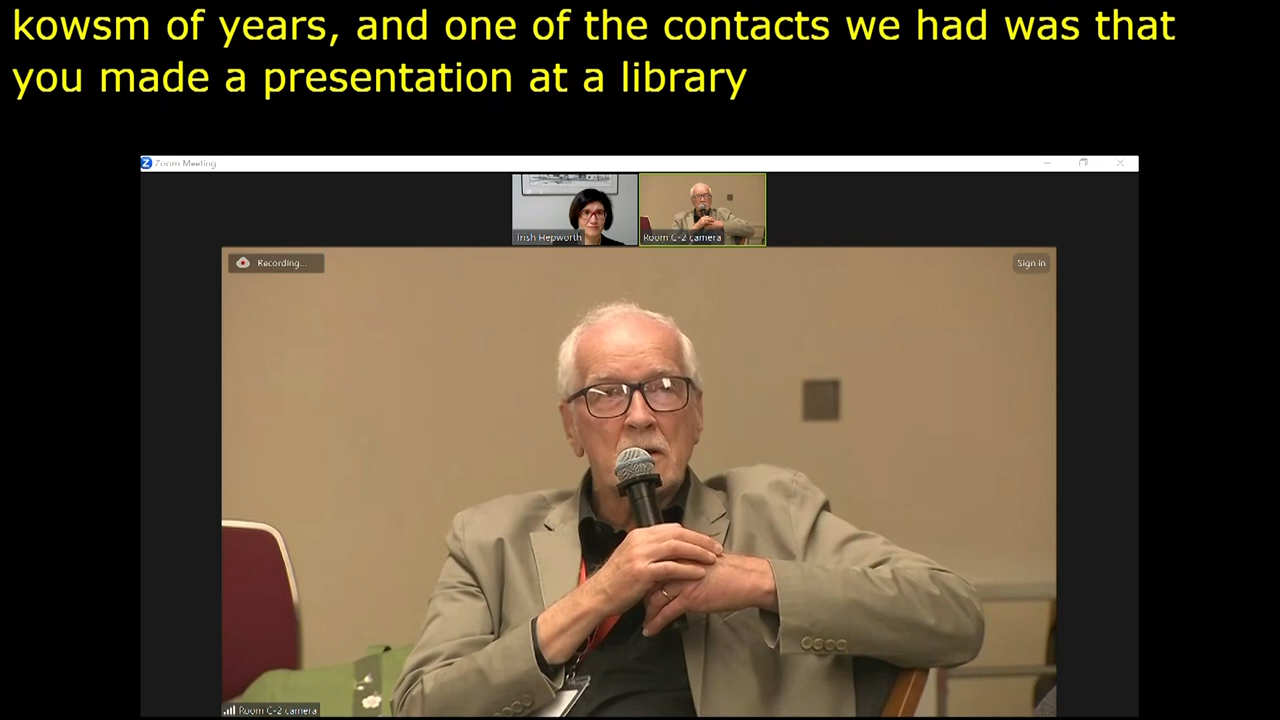 kowsm of years, and one of the contacts we had was that
you made a presentation at a library
Zoom Meeting
Irish Hepworth
Room C-2 camera
Recording...
Sign in
Room C-2 camera